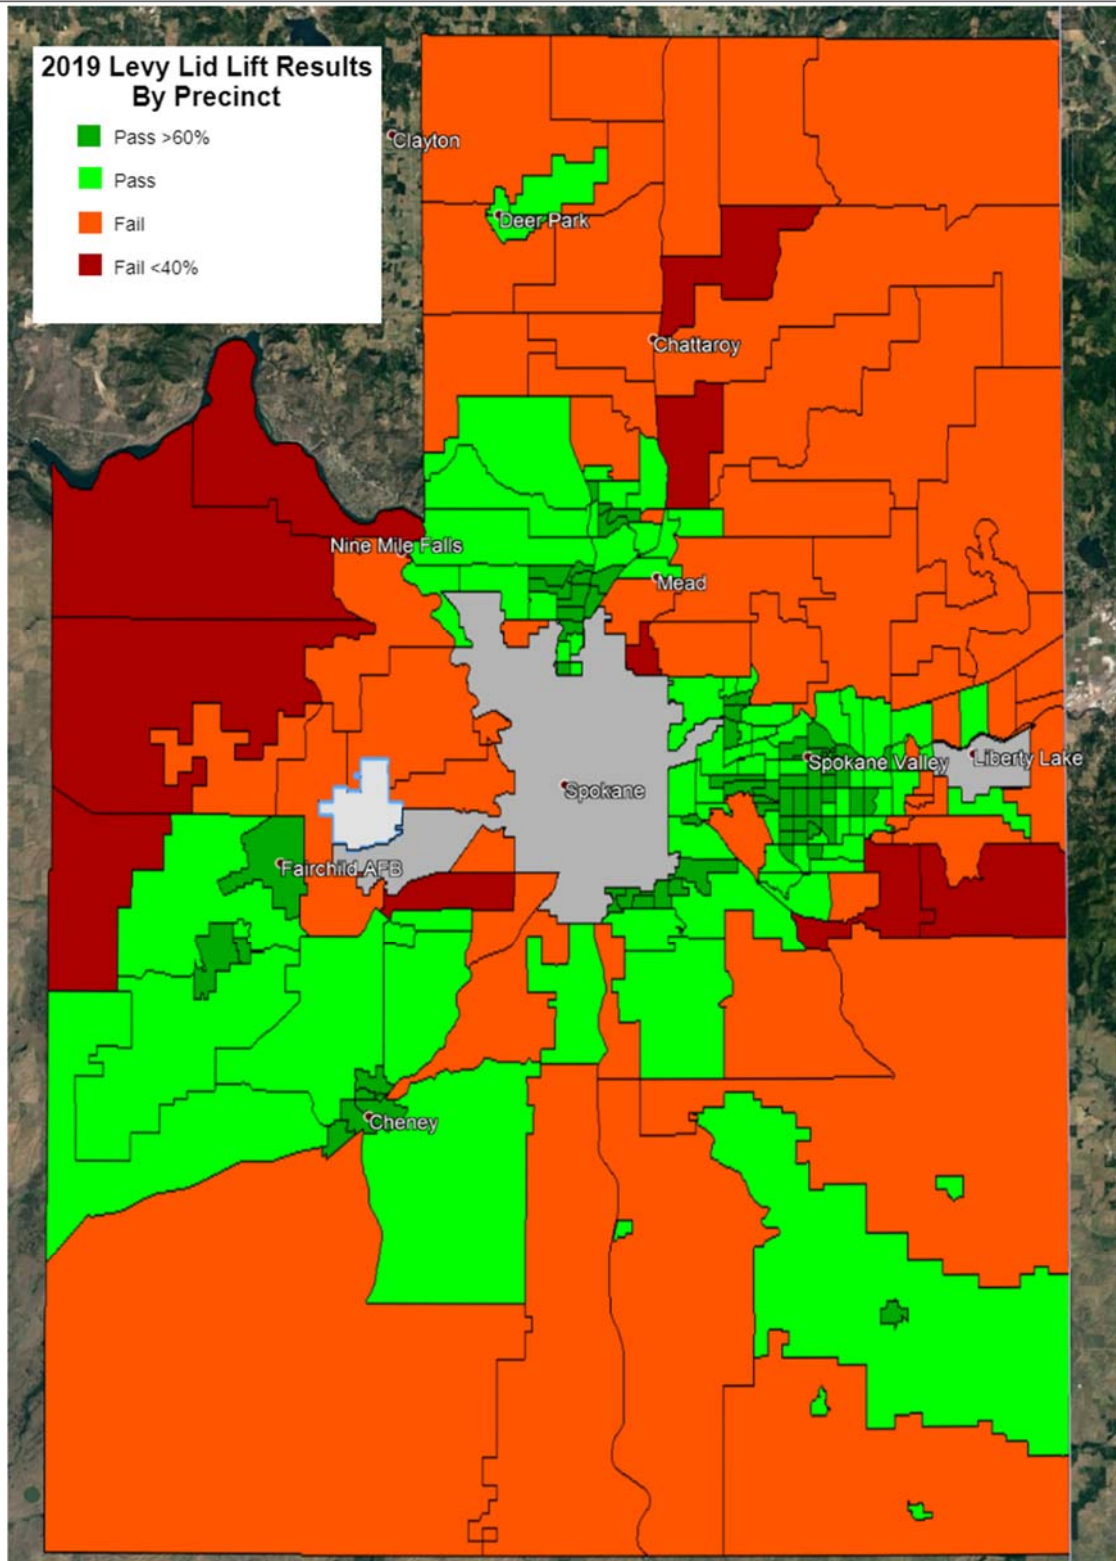 2019 Levy Lid Lift Results
By Precinct
Pass >60%
Pass
Fail
Fail <40%
Clayton
Deer Park
Chattaroy
Nine Mile Falls
Mead
Spokane Valley
Liberty Lake
Spokane
Fairchild AFB
Cheney